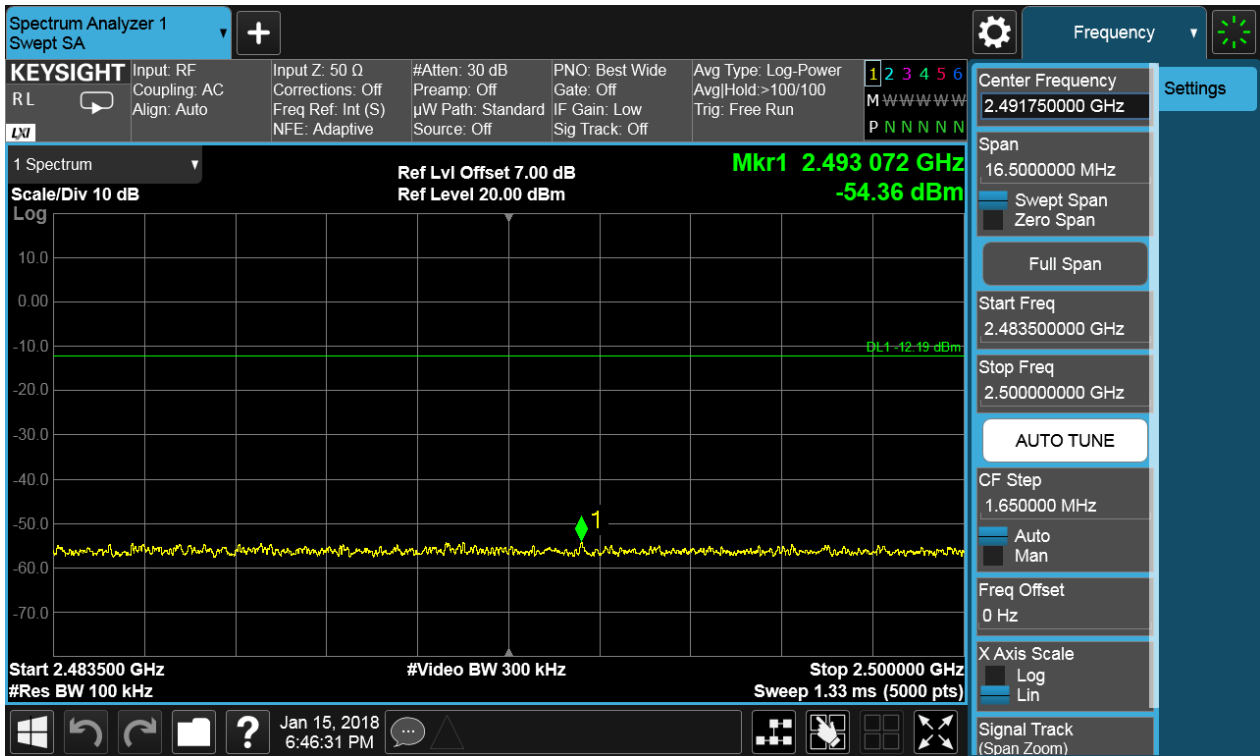 Spectrum Analyzer 1
Swept SA
+
Frequency
KEYSIGHT
R L
LXI
Input: RF
Coupling: AC
Align: Auto
Input Z: 50 Ω
Corrections: Off
Freq Ref: Int (S)
NFE: Adaptive
#Atten: 30 dB
Preamp: Off
µW Path: Standard
Source: Off
PNO: Best Wide
Gate: Off
IF Gain: Low
Sig Track: Off
Avg Type: Log-Power
Avg|Hold:>100/100
Trig: Free Run
1 2 3 4 5 6
M W W W W W
P N N N N N
1 Spectrum
Scale/Div 10 dB
Log
Ref Lvl Offset 7.00 dB
Ref Level 20.00 dBm
Mkr1 2.493 072 GHz
-54.36 dBm
10.0
0.00
-10.0
DL1 -12.19 dBm
-20.0
-30.0
-40.0
-50.0
1
-60.0
-70.0
Start 2.483500 GHz
#Res BW 100 kHz
#Video BW 300 kHz
Stop 2.500000 GHz
Sweep 1.33 ms (5000 pts)
Center Frequency
2.491750000 GHz
Span
16.5000000 MHz
Swept Span
Zero Span
Full Span
Start Freq
2.483500000 GHz
Stop Freq
2.500000000 GHz
AUTO TUNE
CF Step
1.650000 MHz
Auto
Man
Freq Offset
0 Hz
X Axis Scale
Log
Lin
Signal Track
(Span Zoom)
Settings
?
Jan 15, 2018
6:46:31 PM